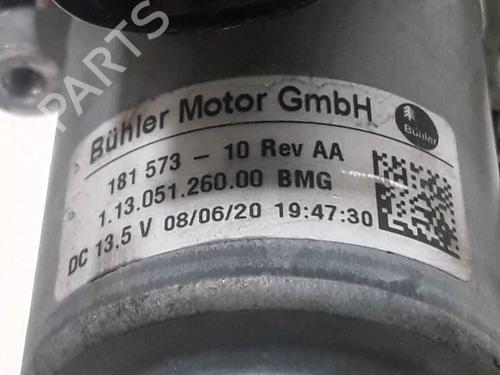 Bühler Motor GmbH
Bühler
181 573 - 10 Rev AA
1.13.051.260.00 BMG
DC 13.5 V 08/06/20 19:47:30
B-PARTS